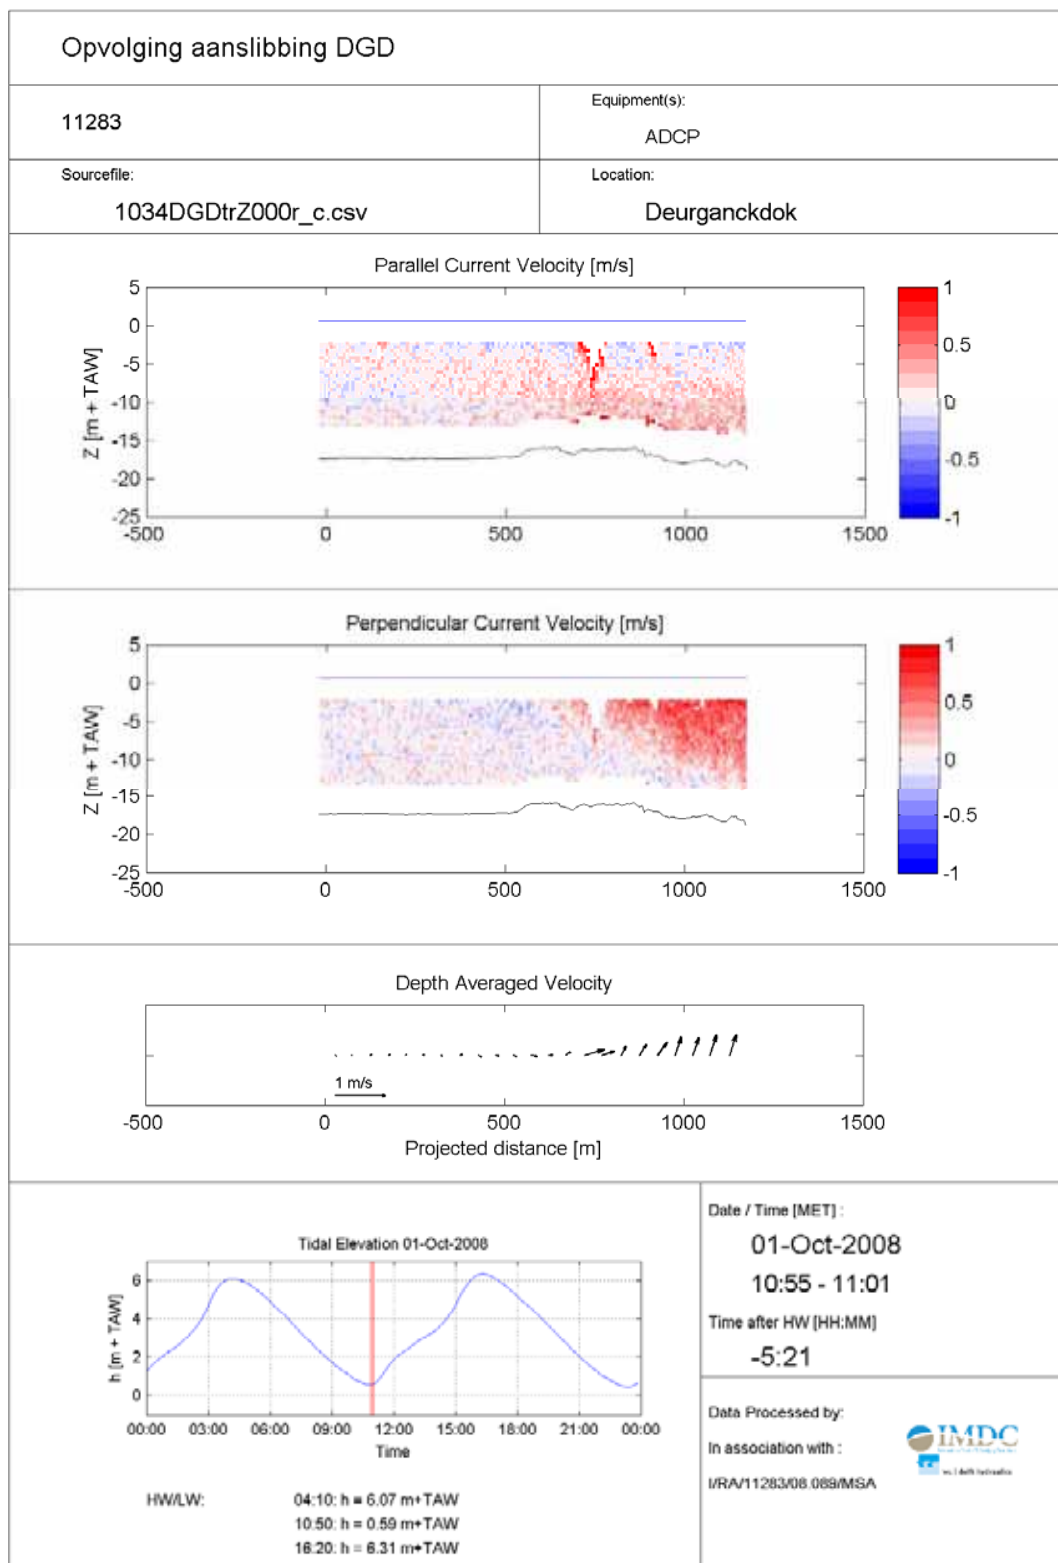 Opvolging aanslibbing DGD
11283
Equipment(s):
ADCP
Sourcefile:
1034DGDtrZ000r_c.csv
Location:
Deurganckdok
Parallel Current Velocity [m/s]
5
0
-5
-10
-15
-20
-25
Z [m + TAW]
-500
0
500
1000
1500
1
0.5
0
-0.5
-1
Perpendicular Current Velocity [m/s]
5
0
-5
-10
-15
-20
-25
Z [m + TAW]
-500
0
500
1000
1500
1
0.5
0
-0.5
-1
Depth Averaged Velocity
1 m/s
-500
0
500
1000
1500
Projected distance [m]
Tidal Elevation 01-Oct-2008
6
4
2
0
h [m + TAW]
00:00
03:00
06:00
09:00
12:00
15:00
18:00
21:00
00:00
Time
HW/LW:
04:10: h = 6.07 m+TAW
10:50: h = 0.59 m+TAW
16:20: h = 6.31 m+TAW
Date / Time [MET] :
01-Oct-2008
10:55 - 11:01
Time after HW [HH:MM]
-5:21
Data Processed by:
In association with :
I/RA/11283/08.089/MSA
IMDC
wl | delft hydraulics